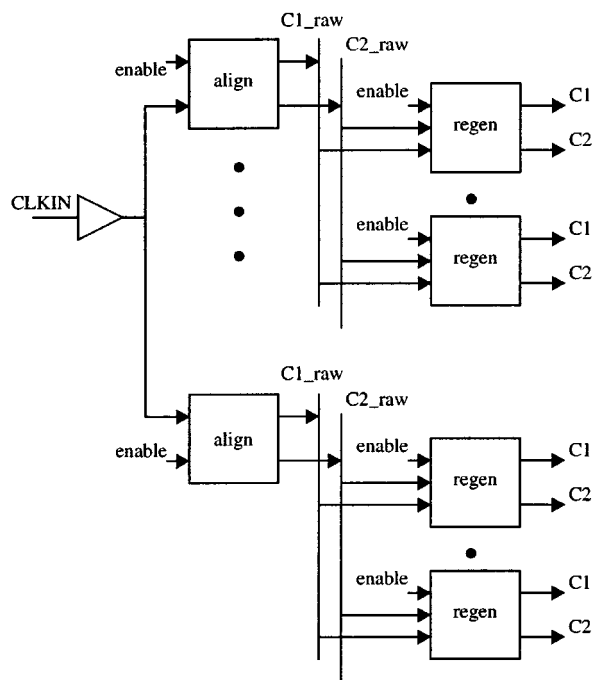 C1_raw
C2_raw
enable
align
enable
C1
regen
C2
CLKIN
enable
C1
regen
C2
C1_raw
C2_raw
align
enable
enable
C1
regen
C2
enable
C1
regen
C2